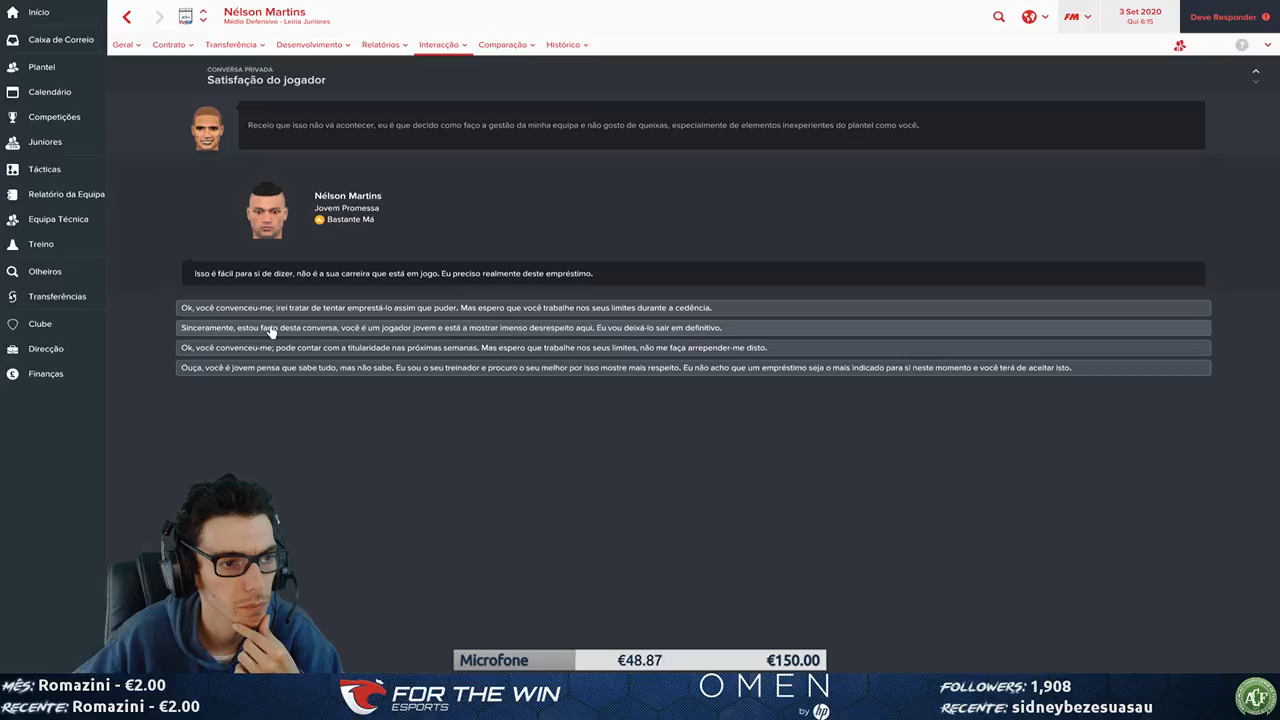 Início
Caixa de Correio
Plantel
Calendário
Competições
Juniores
Tácticas
Relatório da Equipa
Equipa Técnica
Treino
Olheiros
Transferências
Clube
Direcção
Finanças
Nélson Martins
Médio Defensivo - Leiria Juniores
FM
3 Set 2020
Qui 6:15
Deve Responder
Geral
Contrato
Transferência
Desenvolvimento
Relatórios
Interacção
Comparação
Histórico
CONVERSA PRIVADA
Satisfação do jogador
Receio que isso não vá acontecer, eu é que decido como faço a gestão da minha equipa e não gosto de queixas, especialmente de elementos inexperientes do plantel como você.
Nélson Martins
Jovem Promessa
Bastante Má
Isso é fácil para si de dizer, não é a sua carreira que está em jogo. Eu preciso realmente deste empréstimo.
Ok, você convenceu-me; irei tratar de tentar emprestá-lo assim que puder. Mas espero que você trabalhe nos seus limites durante a cedência.
Sinceramente, estou farto desta conversa, você é um jogador jovem e está a mostrar imenso desrespeito aqui. Eu vou deixá-lo sair em definitivo.
Ok, você convenceu-me; pode contar com a titularidade nas próximas semanas. Mas espero que trabalhe nos seus limites, não me faça arrepender-me disto.
Ouça, você é jovem pensa que sabe tudo, mas não sabe. Eu sou o seu treinador e procuro o seu melhor por isso mostre mais respeito. Eu não acho que um empréstimo seja o mais indicado para si neste momento e você terá de aceitar isto.
Microfone €48.87 €150.00
MÊS: Romazini - €2.00
RECENTE: Romazini - €2.00
FOR THE WIN
ESPORTS
OMEN
by hp
FOLLOWERS: 1,908
RECENTE: sidneybezesuasau
ACF